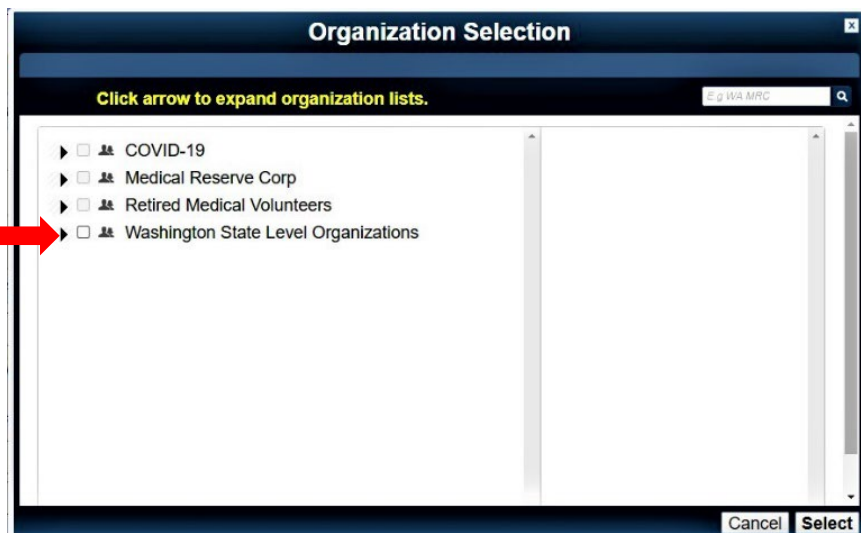 Organization Selection
x
Click arrow to expand organization lists.
E.g WA MRC
COVID-19
Medical Reserve Corp
Retired Medical Volunteers
Washington State Level Organizations
Cancel Select